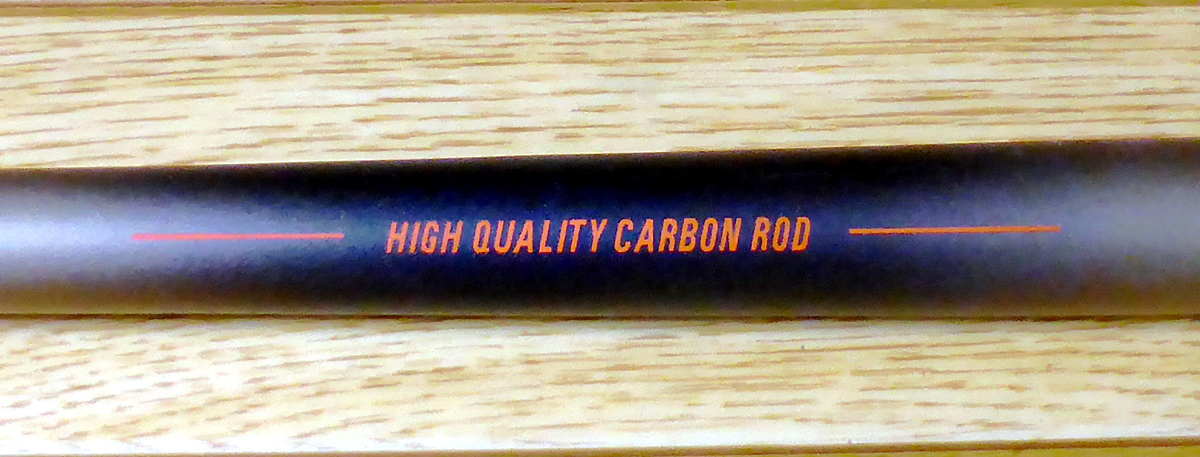 HIGH QUALITY CARBON ROD